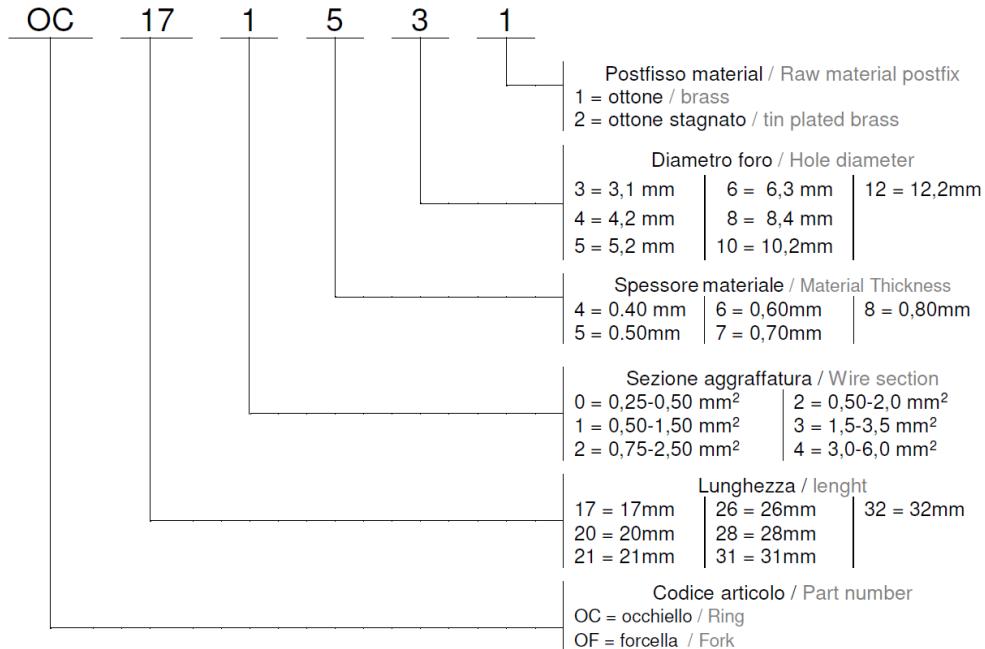 OC 17 1 5 3 1
Postfisso material / Raw material postfix
1 = ottone / brass
2 = ottone stagnato / tin plated brass
Diametro foro / Hole diameter
3 = 3,1 mm 6 = 6,3 mm 12 = 12,2mm
4 = 4,2 mm 8 = 8,4 mm
5 = 5,2 mm 10 = 10,2mm
Spessore materiale / Material Thickness
4 = 0.40 mm 6 = 0,60mm 8 = 0,80mm
5 = 0.50mm 7 = 0,70mm
Sezione aggraffatura / Wire section
0 = 0,25-0,50 mm² 2 = 0,50-2,0 mm²
1 = 0,50-1,50 mm² 3 = 1,5-3,5 mm²
2 = 0,75-2,50 mm² 4 = 3,0-6,0 mm²
Lunghezza / lenght
17 = 17mm 26 = 26mm 32 = 32mm
20 = 20mm 28 = 28mm
21 = 21mm 31 = 31mm
Codice articolo / Part number
OC = occhiello / Ring
OF = forcella / Fork